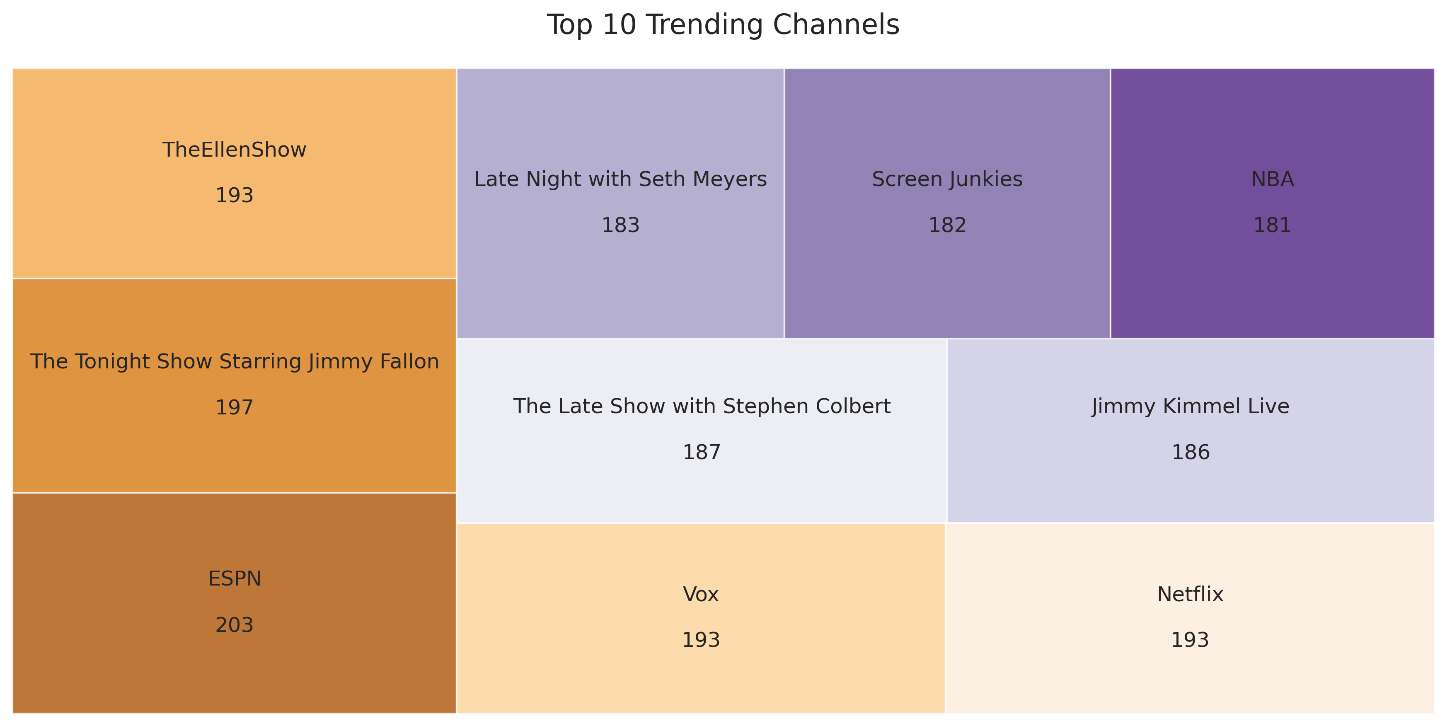 Top 10 Trending Channels
TheEllenShow
193
The Tonight Show Starring Jimmy Fallon
197
ESPN
203
Late Night with Seth Meyers
183
Screen Junkies
182
NBA
181
The Late Show with Stephen Colbert
187
Jimmy Kimmel Live
186
Vox
193
Netflix
193